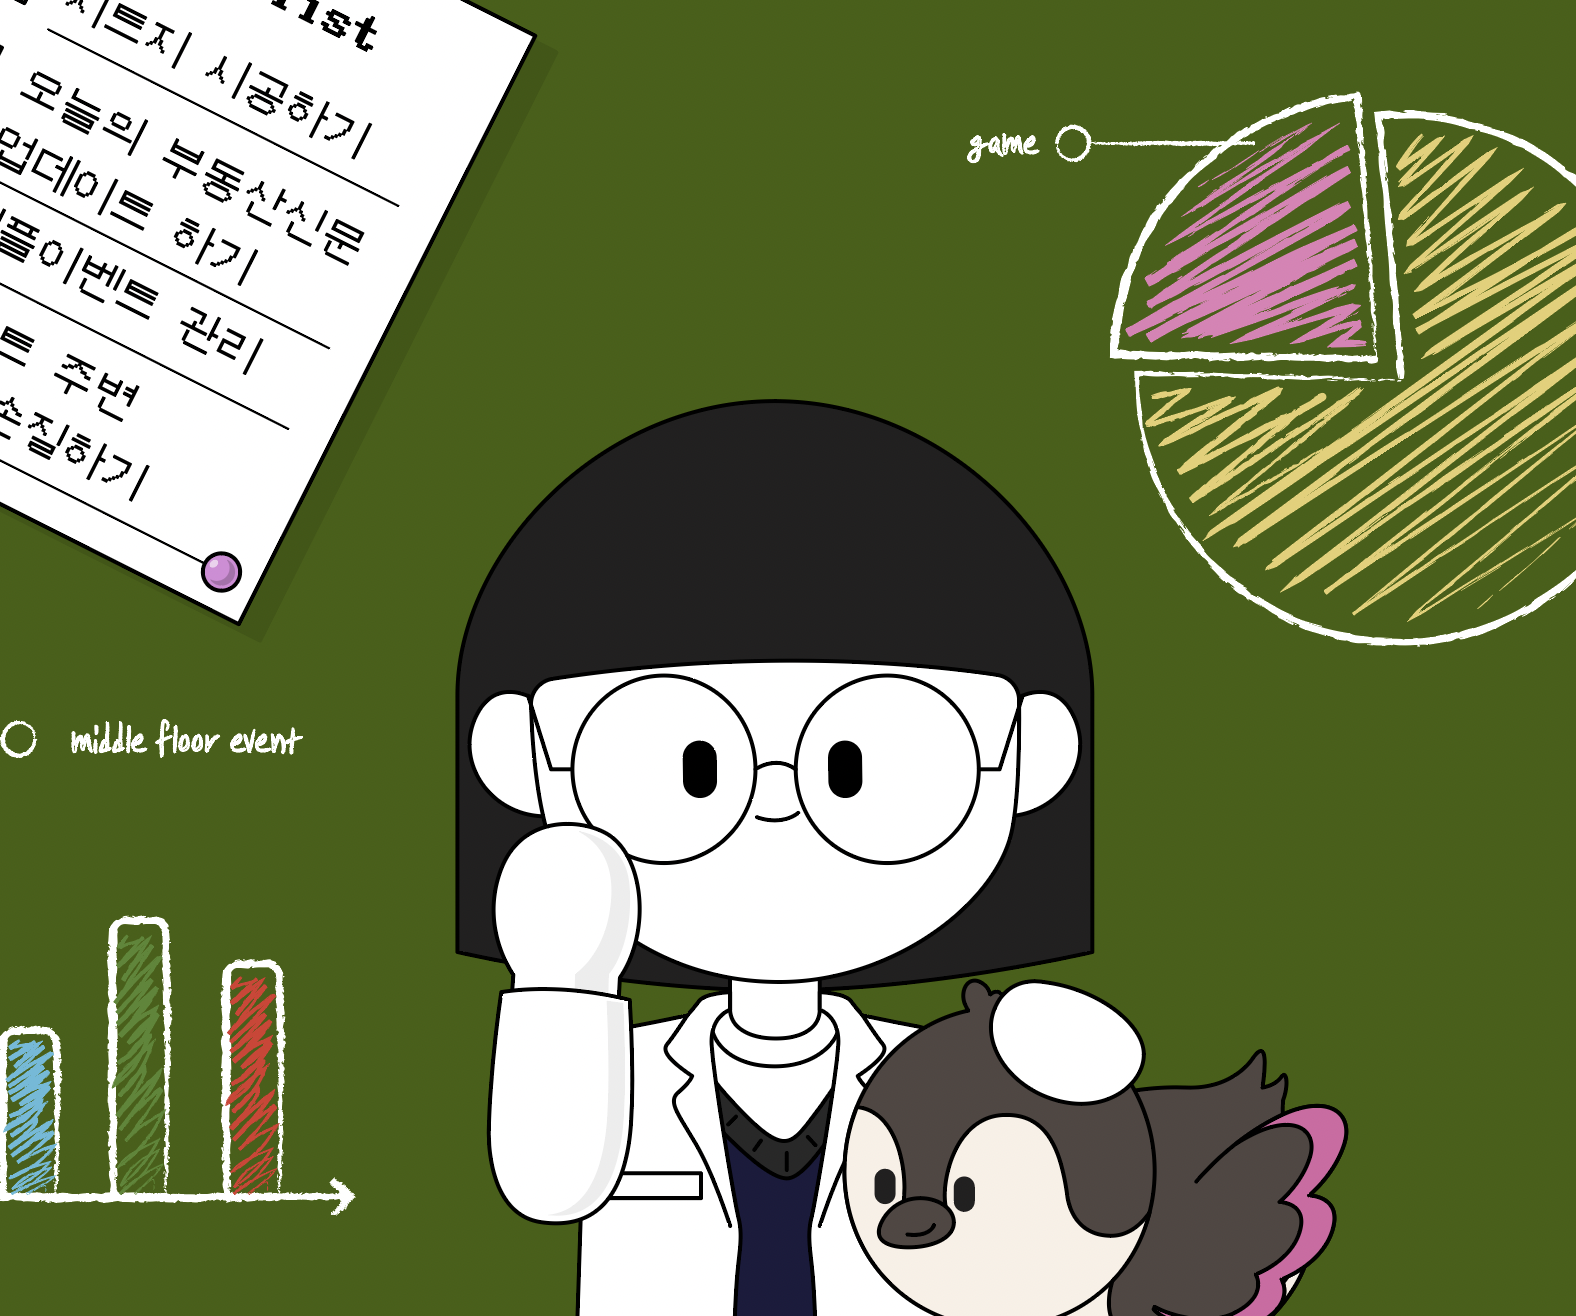 시트지 시공하기
오늘의 부동산신문
업데이트 하기
플이벤트 관리
트 주변
손질하기
game
middle floor event